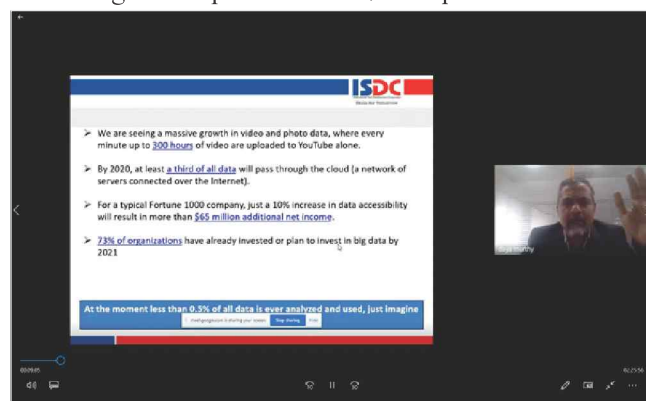 ISDC
➢ We are seeing a massive growth in video and photo data, where every
minute up to 300 hours of video are uploaded to YouTube alone.
➢ By 2020, at least a third of all data will pass through the cloud (a network of
servers connected over the Internet).
➢ For a typical Fortune 1000 company, just a 10% increase in data accessibility
will result in more than $65 million additional net income.
➢ 73% of organizations have already invested or plan to invest in big data by
2021
At the moment less than 0.5% of all data is ever analyzed and used, just imagine
is sharing your screen. Stop sharing Hide